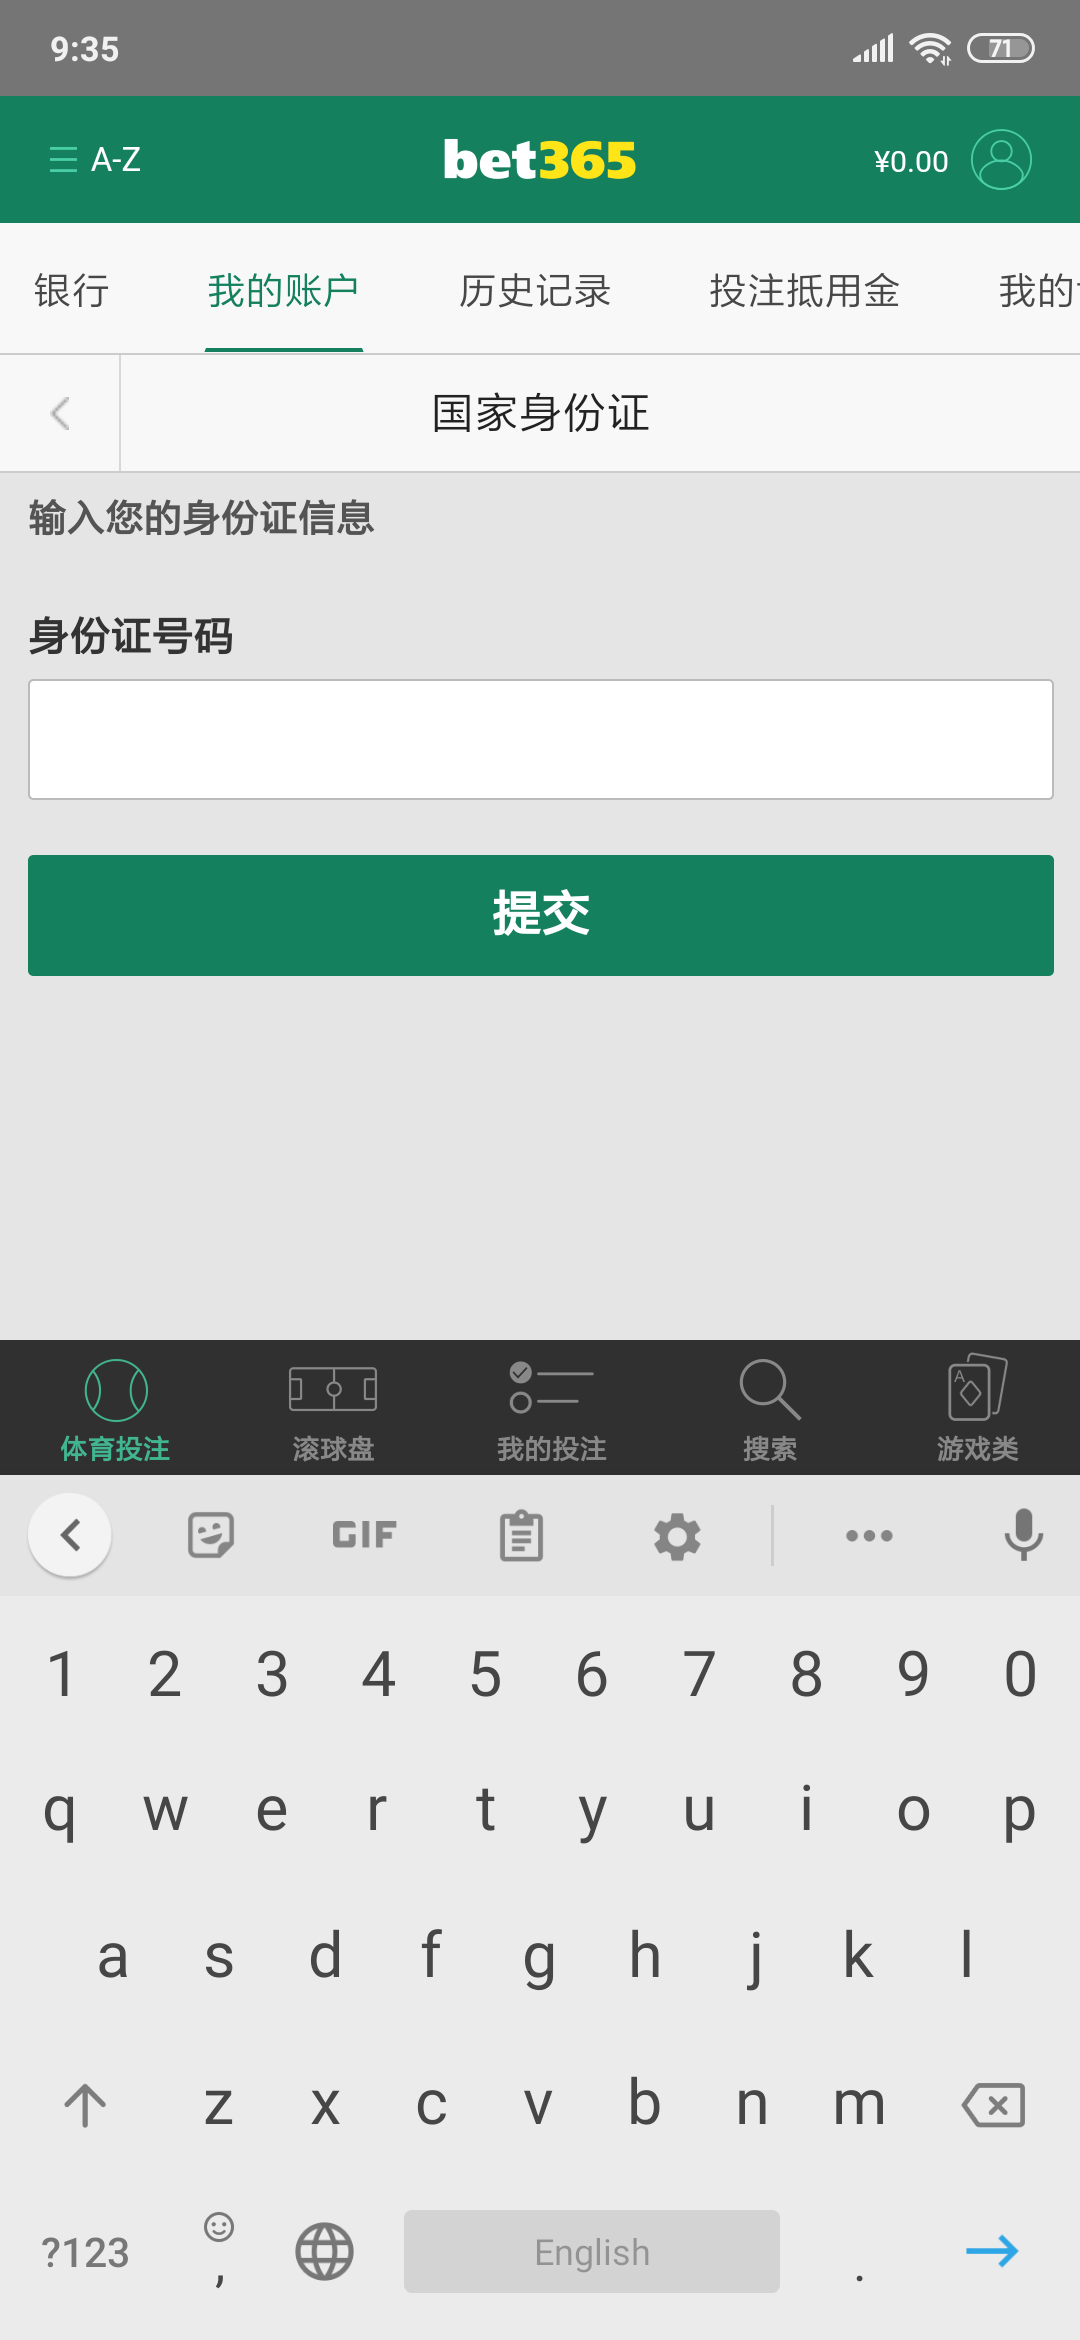 9:35
71
A-Z
bet365
¥0.00
银行
我的账户
历史记录
投注抵用金
我的
国家身份证
输入您的身份证信息
身份证号码
提交
A
体育投注
滚球盘
我的投注
搜索
游戏类
GIF
1 2 3 4 5 6 7 8 9 0
q w e r t y u i o p
a s d f g h j k l
z x c v b n m
?123 , English .